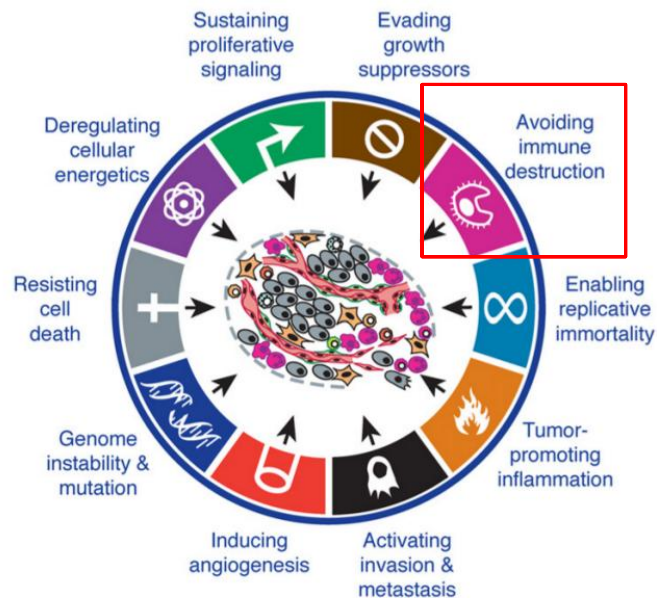 Sustaining
proliferative
signaling
Evading
growth
suppressors
Avoiding
immune
destruction
Enabling
replicative
immortality
Tumor-
promoting
inflammation
Activating
invasion &
metastasis
Inducing
angiogenesis
Genome
instability &
mutation
Resisting
cell
death
Deregulating
cellular
energetics